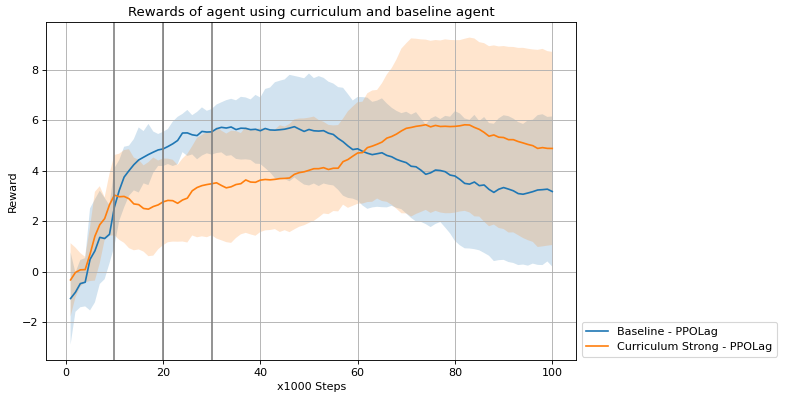 Rewards of agent using curriculum and baseline agent
Reward
8
6
4
2
0
−2
0 20 40 60 80 100
x1000 Steps
Baseline - PPOLag
Curriculum Strong - PPOLag